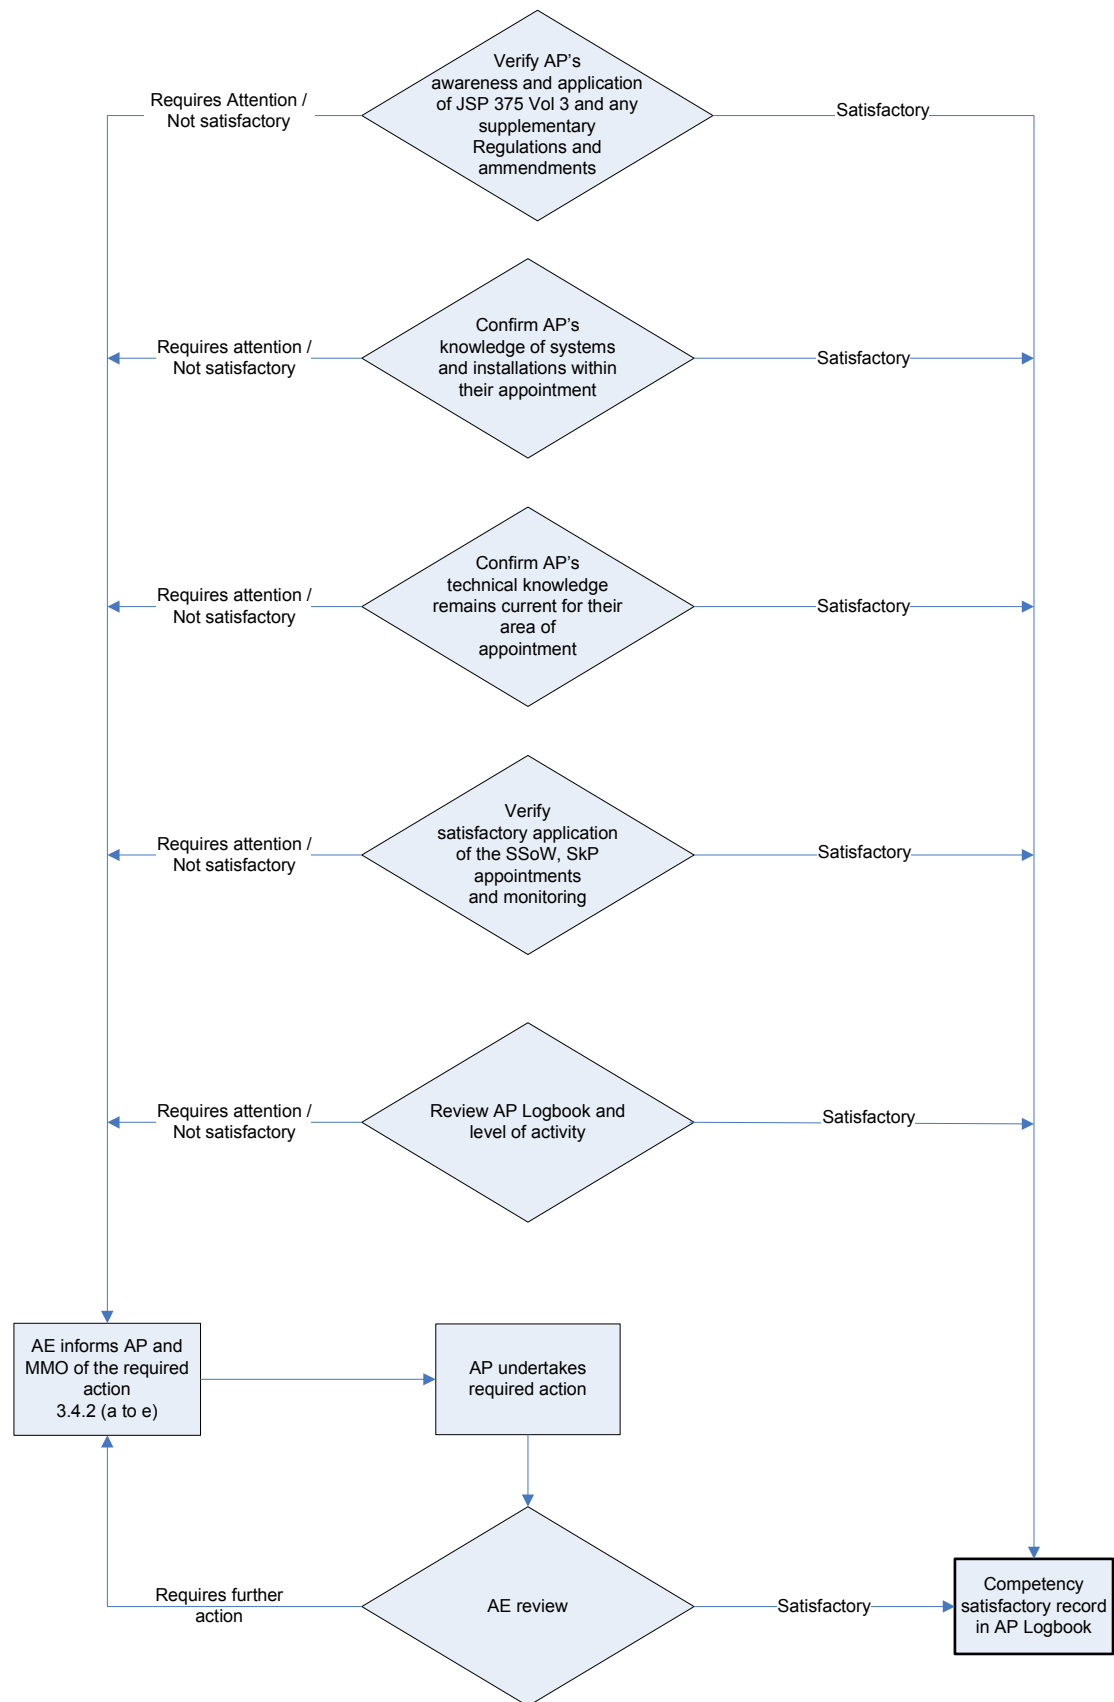 Verify AP's
awareness and application
of JSP 375 Vol 3 and any
supplementary
Regulations and
ammendments
Requires Attention /
Not satisfactory
Satisfactory
Confirm AP's
knowledge of systems
and installations within
their appointment
Requires attention /
Not satisfactory
Satisfactory
Confirm AP's
technical knowledge
remains current for their
area of
appointment
Requires attention /
Not satisfactory
Satisfactory
Verify
satisfactory application
of the SSoW, SkP
appointments
and monitoring
Requires attention /
Not satisfactory
Satisfactory
Review AP Logbook and
level of activity
Requires attention /
Not satisfactory
Satisfactory
AE informs AP and
MMO of the required
action
3.4.2 (a to e)
AP undertakes
required action
AE review
Requires further
action
Satisfactory
Competency
satisfactory record
in AP Logbook